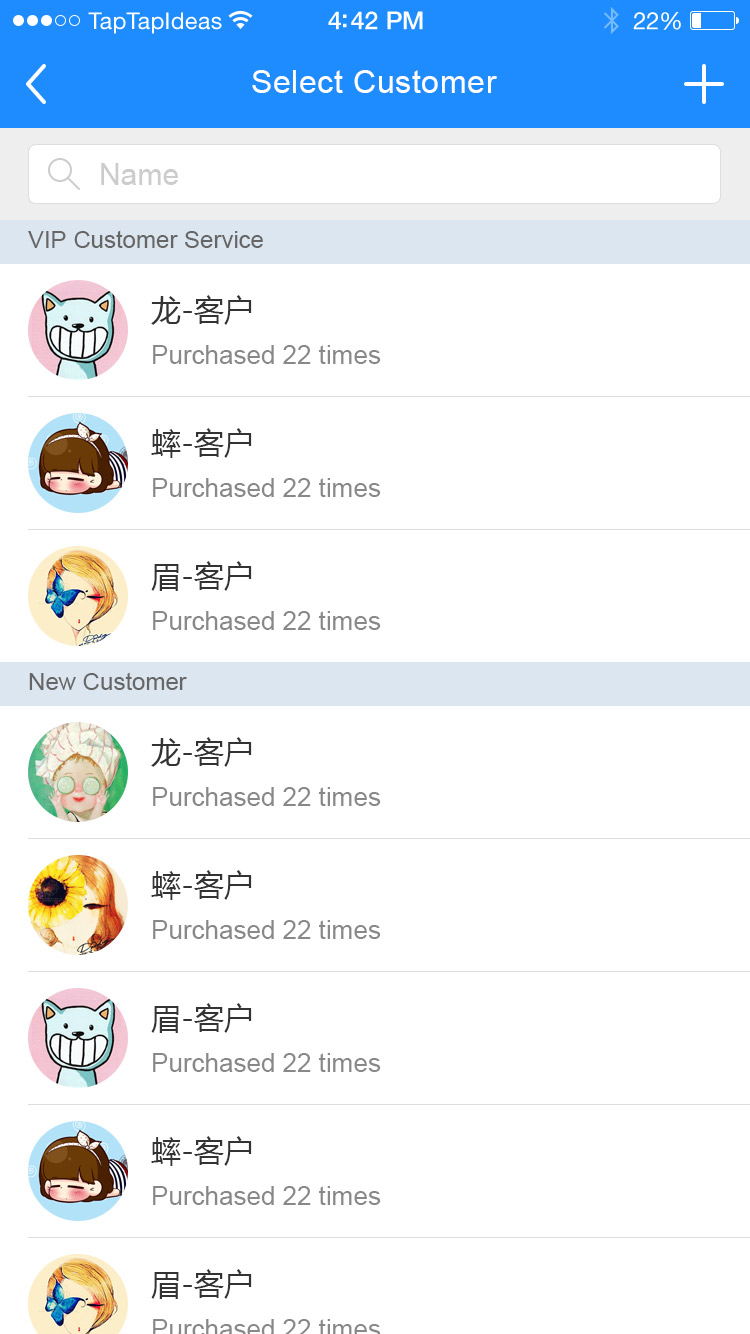 TapTapIdeas 4:42 PM 22%
Select Customer
Name
VIP Customer Service
龙-客户
Purchased 22 times
蟀-客户
Purchased 22 times
眉-客户
Purchased 22 times
New Customer
龙-客户
Purchased 22 times
蟀-客户
Purchased 22 times
眉-客户
Purchased 22 times
蟀-客户
Purchased 22 times
眉-客户
Purchased 22 times